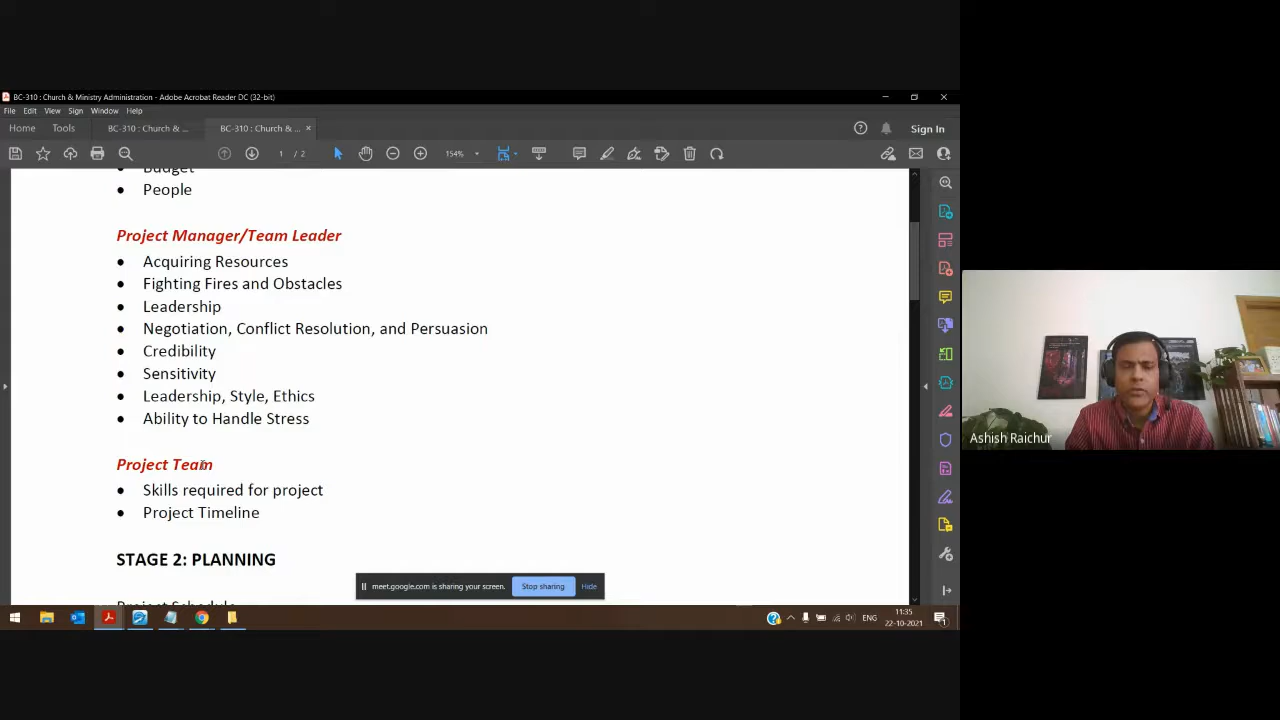 BC-310 : Church & Ministry Administration - Adobe Acrobat Reader DC (32-bit)
File Edit View Sign Window Help
Home Tools BC-310 : Church & ... BC-310 : Church & ... × Sign In
1 / 2 154%
Budget
• People
Project Manager/Team Leader
• Acquiring Resources
• Fighting Fires and Obstacles
• Leadership
• Negotiation, Conflict Resolution, and Persuasion
• Credibility
• Sensitivity
• Leadership, Style, Ethics
• Ability to Handle Stress
Project Team
• Skills required for project
• Project Timeline
STAGE 2: PLANNING
Project Schedule
meet.google.com is sharing your screen. Stop sharing Hide
ENG 11:35
22-10-2021
Ashish Raichur